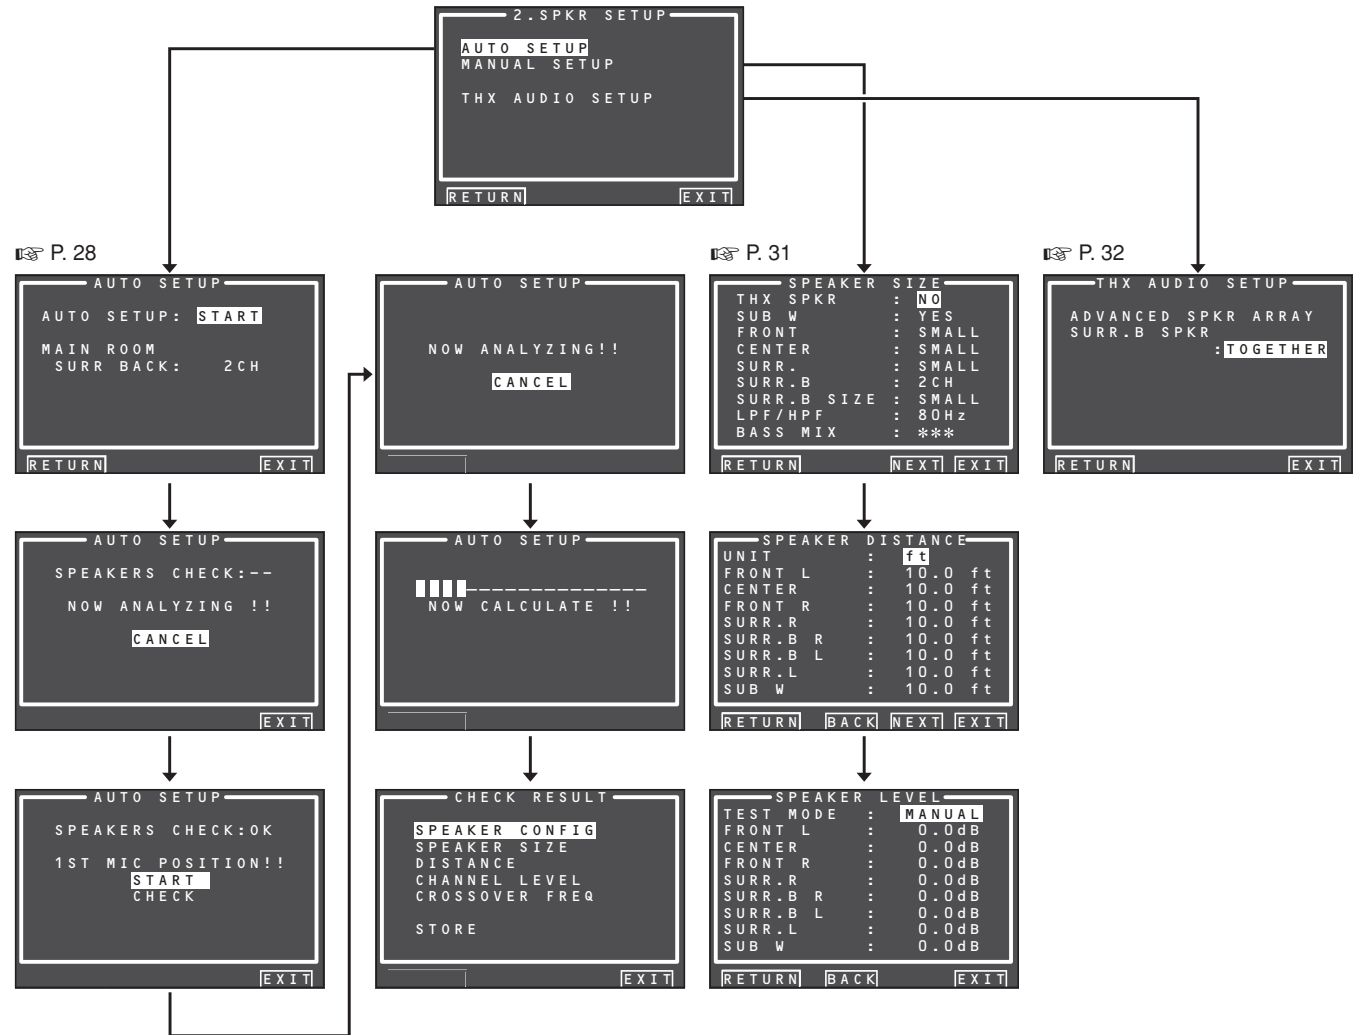 2.SPKR SETUP
AUTO SETUP
MANUAL SETUP
THX AUDIO SETUP
RETURN EXIT
☞ P. 28
AUTO SETUP
AUTO SETUP: START
MAIN ROOM
SURR BACK: 2CH
RETURN EXIT
AUTO SETUP
SPEAKERS CHECK:--
NOW ANALYZING !!
CANCEL
EXIT
AUTO SETUP
SPEAKERS CHECK:OK
1ST MIC POSITION!!
START
CHECK
EXIT
AUTO SETUP
NOW ANALYZING!!
CANCEL
AUTO SETUP
NOW CALCULATE !!
CHECK RESULT
SPEAKER CONFIG
SPEAKER SIZE
DISTANCE
CHANNEL LEVEL
CROSSOVER FREQ
STORE
EXIT
☞ P. 31
SPEAKER SIZE
THX SPKR : NO
SUB W : YES
FRONT : SMALL
CENTER : SMALL
SURR. : SMALL
SURR.B : 2CH
SURR.B SIZE : SMALL
LPF/HPF : 80Hz
BASS MIX : ***
RETURN NEXT EXIT
SPEAKER DISTANCE
UNIT : ft
FRONT L : 10.0 ft
CENTER : 10.0 ft
FRONT R : 10.0 ft
SURR.R : 10.0 ft
SURR.B R : 10.0 ft
SURR.B L : 10.0 ft
SURR.L : 10.0 ft
SUB W : 10.0 ft
RETURN BACK NEXT EXIT
SPEAKER LEVEL
TEST MODE : MANUAL
FRONT L : 0.0dB
CENTER : 0.0dB
FRONT R : 0.0dB
SURR.R : 0.0dB
SURR.B R : 0.0dB
SURR.B L : 0.0dB
SURR.L : 0.0dB
SUB W : 0.0dB
RETURN BACK EXIT
☞ P. 32
THX AUDIO SETUP
ADVANCED SPKR ARRAY
SURR.B SPKR
:TOGETHER
RETURN EXIT